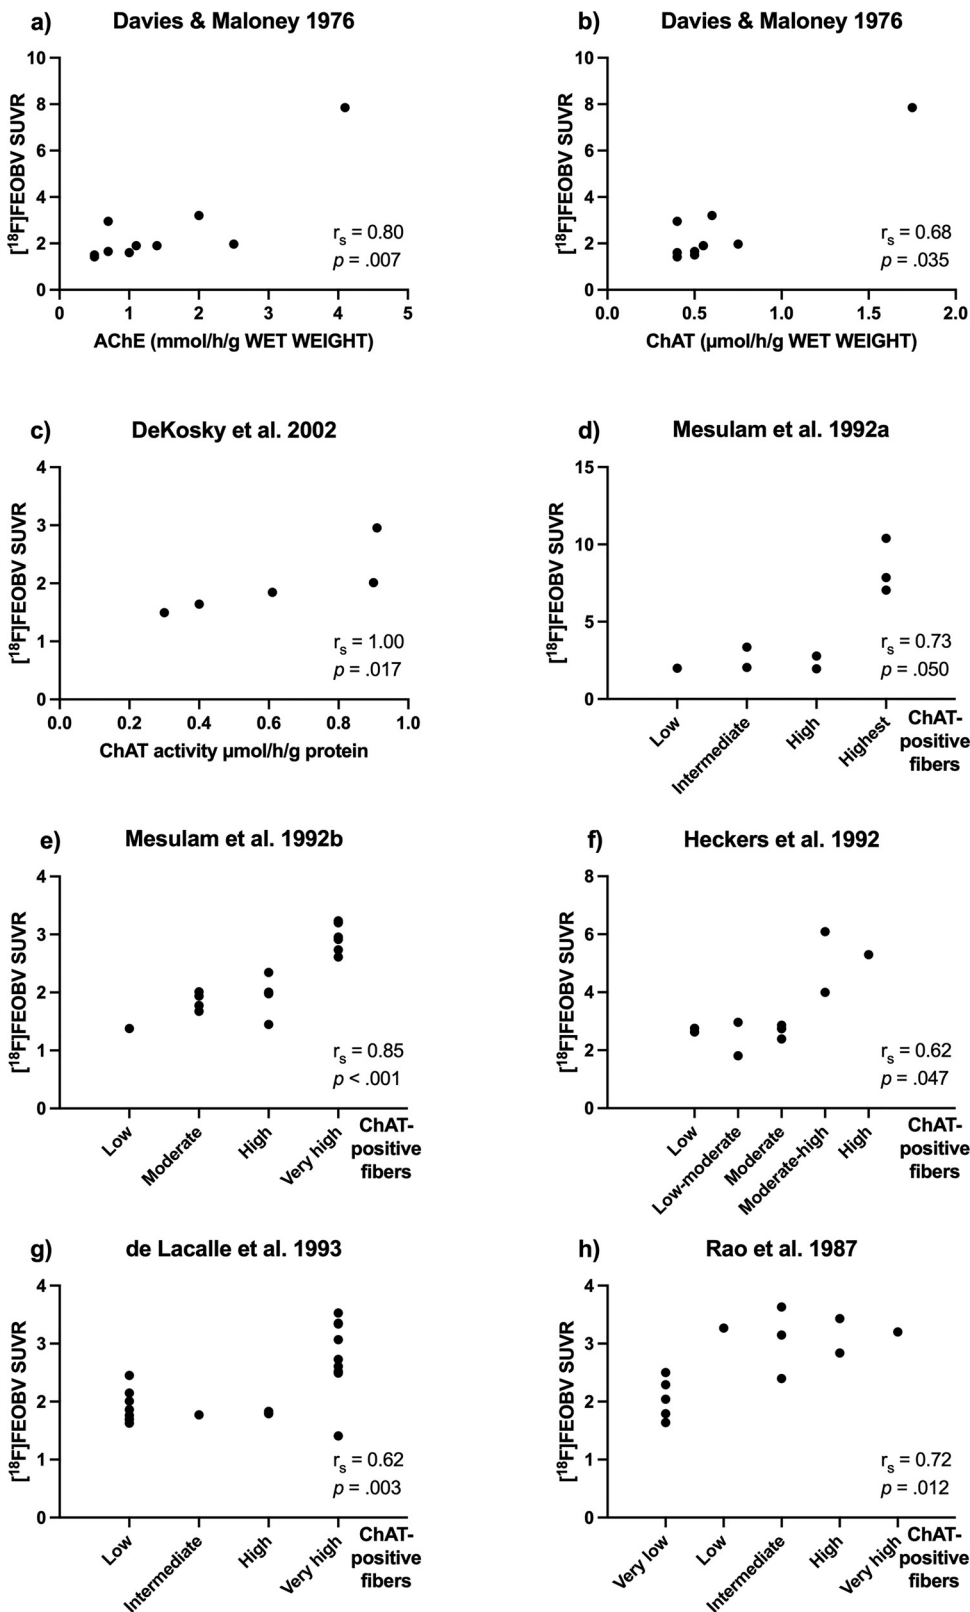 a) Davies & Maloney 1976
[¹⁸F]FEOBV SUVR
10
8
6
4
2
0
rₛ = 0.80
p = .007
0 1 2 3 4 5
AChE (mmol/h/g WET WEIGHT)
b) Davies & Maloney 1976
[¹⁸F]FEOBV SUVR
10
8
6
4
2
0
rₛ = 0.68
p = .035
0.0 0.5 1.0 1.5 2.0
ChAT (µmol/h/g WET WEIGHT)
c) DeKosky et al. 2002
[¹⁸F]FEOBV SUVR
4
3
2
1
0
rₛ = 1.00
p = .017
0.0 0.2 0.4 0.6 0.8 1.0
ChAT activity µmol/h/g protein
d) Mesulam et al. 1992a
[¹⁸F]FEOBV SUVR
15
10
5
0
rₛ = 0.73
p = .050
Low Intermediate High Highest
ChAT-
positive
fibers
e) Mesulam et al. 1992b
[¹⁸F]FEOBV SUVR
4
3
2
1
0
rₛ = 0.85
p < .001
Low Moderate High Very high
ChAT-
positive
fibers
f) Heckers et al. 1992
[¹⁸F]FEOBV SUVR
8
6
4
2
0
rₛ = 0.62
p = .047
Low Low-moderate Moderate Moderate-high High
ChAT-
positive
fibers
g) de Lacalle et al. 1993
[¹⁸F]FEOBV SUVR
4
3
2
1
0
rₛ = 0.62
p = .003
Low Intermediate High Very high
ChAT-
positive
fibers
h) Rao et al. 1987
[¹⁸F]FEOBV SUVR
4
3
2
1
0
rₛ = 0.72
p = .012
Very low Low Intermediate High Very high
ChAT-
positive
fibers